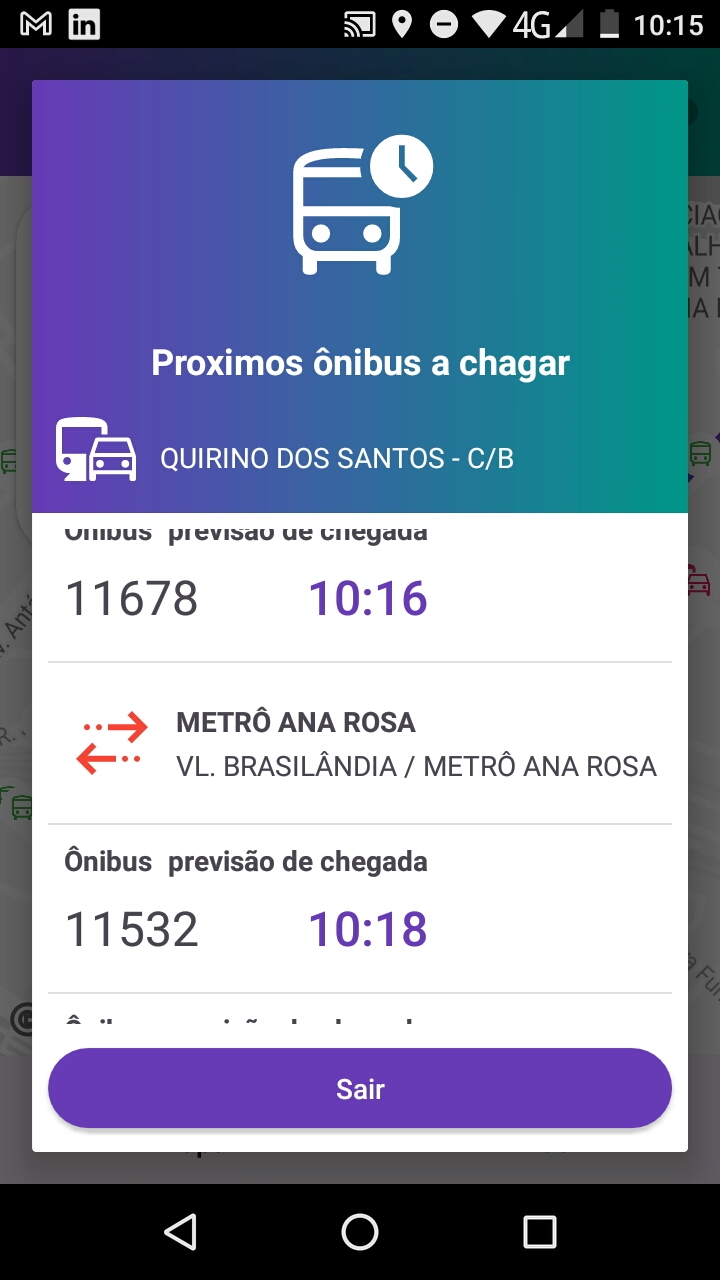 10:15
4G
Proximos ônibus a chagar
QUIRINO DOS SANTOS - C/B
Ônibus previsão de chegada
11678 10:16
METRÔ ANA ROSA
VL. BRASILÂNDIA / METRÔ ANA ROSA
Ônibus previsão de chegada
11532 10:18
Sair